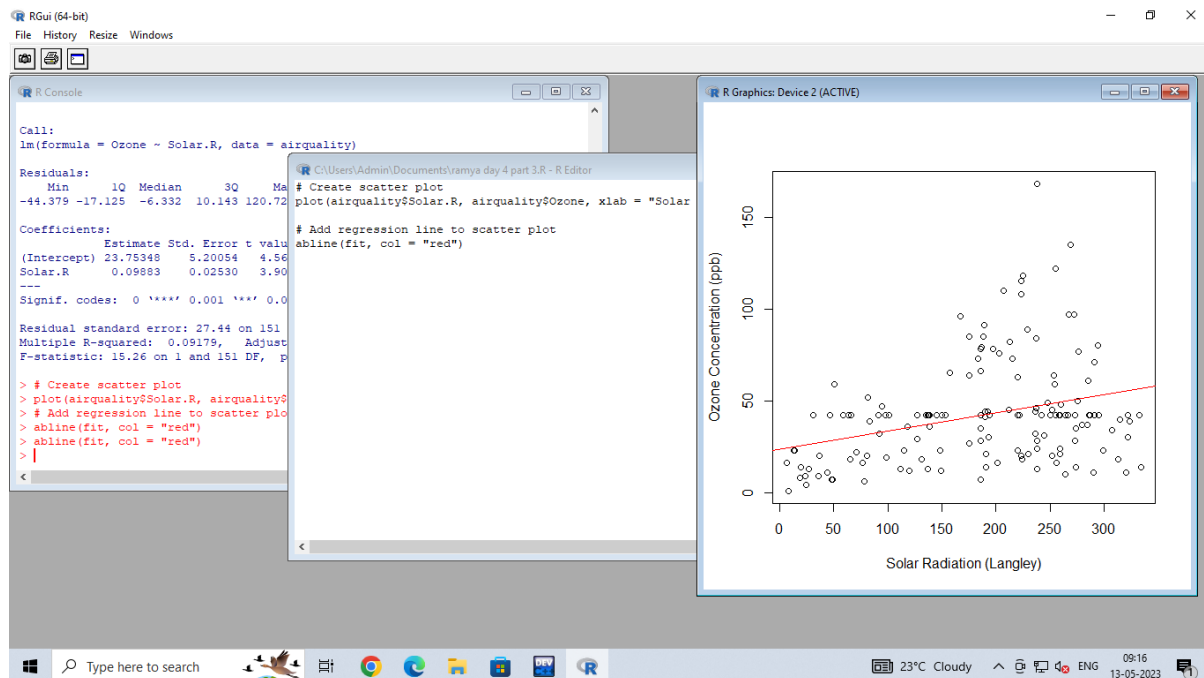 RGui (64-bit)
File History Resize Windows
R Console
Call:
lm(formula = Ozone ~ Solar.R, data = airquality)
Residuals:
Min 1Q Median 3Q Ma
-44.379 -17.125 -6.332 10.143 120.72
Coefficients:
Estimate Std. Error t valu
(Intercept) 23.75348 5.20054 4.56
Solar.R 0.09883 0.02530 3.90
---
Signif. codes: 0 ‘***’ 0.001 ‘**’ 0.0
Residual standard error: 27.44 on 151
Multiple R-squared: 0.09179, Adjust
F-statistic: 15.26 on 1 and 151 DF, p
> # Create scatter plot
> plot(airquality$Solar.R, airquality$
> # Add regression line to scatter plo
> abline(fit, col = "red")
> abline(fit, col = "red")
>
C:\Users\Admin\Documents\ramya day 4 part 3.R - R Editor
# Create scatter plot
plot(airquality$Solar.R, airquality$Ozone, xlab = "Solar
# Add regression line to scatter plot
abline(fit, col = "red")
R Graphics: Device 2 (ACTIVE)
Ozone Concentration (ppb)
150
100
50
0
0 50 100 150 200 250 300
Solar Radiation (Langley)
Type here to search
DEV
23°C Cloudy
ENG
09:16
13-05-2023
1